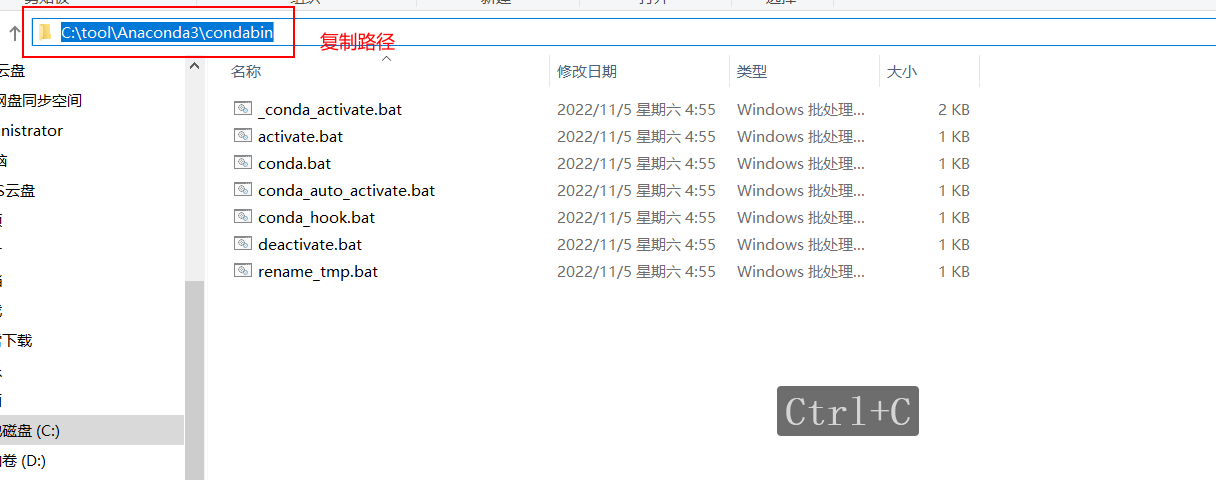 C:\tool\Anaconda3\condabin
复制路径
名称 修改日期 类型 大小
云盘
网盘同步空间
nistrator
S云盘
下载
磁盘 (C:)
卷 (D:)
_conda_activate.bat 2022/11/5 星期六 4:55 Windows 批处理... 2 KB
activate.bat 2022/11/5 星期六 4:55 Windows 批处理... 1 KB
conda.bat 2022/11/5 星期六 4:55 Windows 批处理... 1 KB
conda_auto_activate.bat 2022/11/5 星期六 4:55 Windows 批处理... 1 KB
conda_hook.bat 2022/11/5 星期六 4:55 Windows 批处理... 1 KB
deactivate.bat 2022/11/5 星期六 4:55 Windows 批处理... 1 KB
rename_tmp.bat 2022/11/5 星期六 4:55 Windows 批处理... 1 KB
Ctrl+C